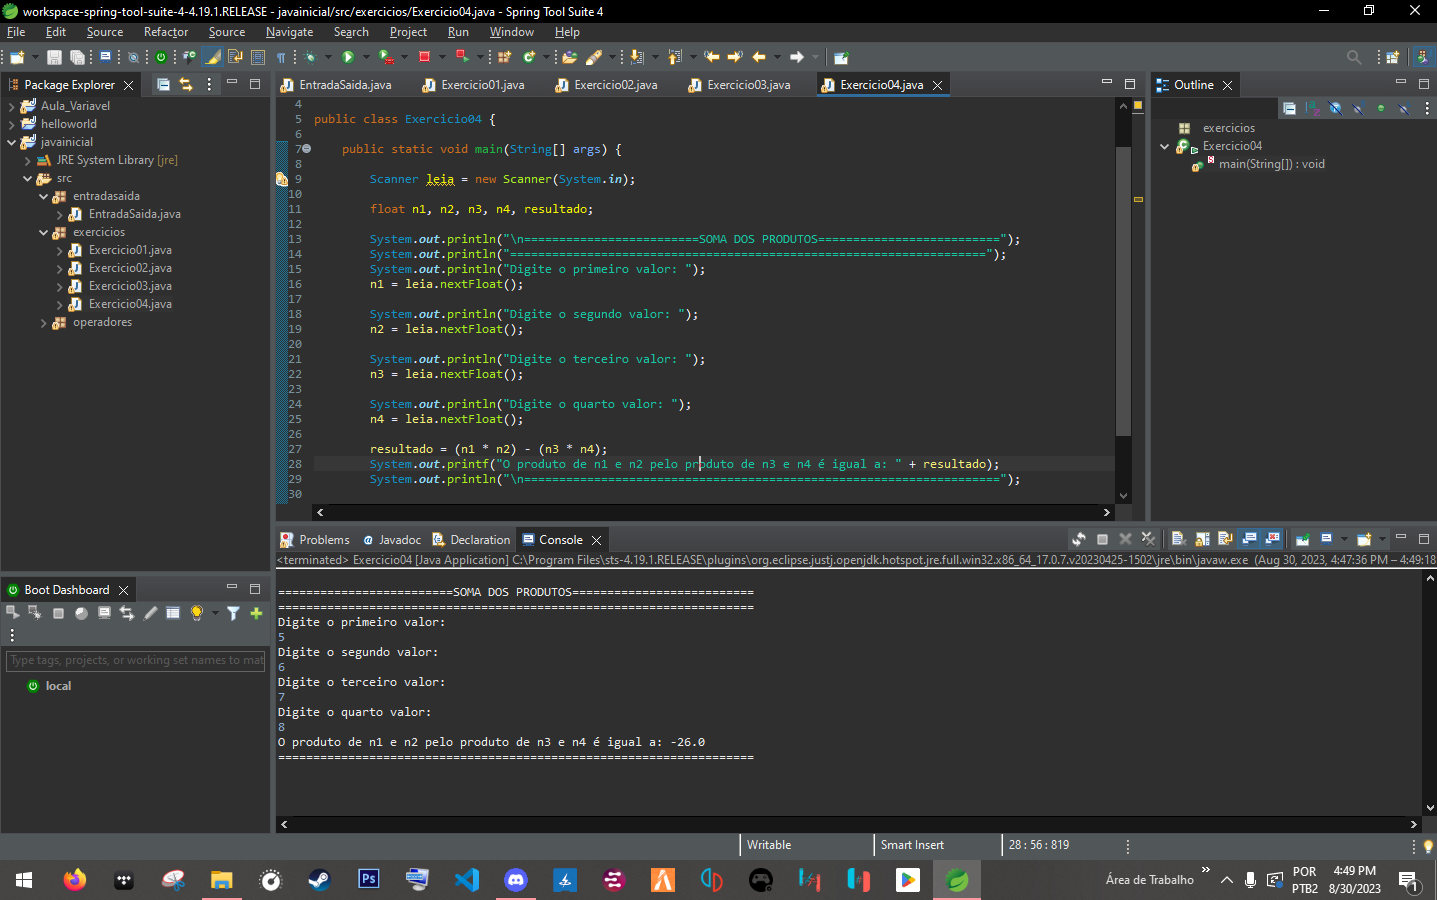 workspace-spring-tool-suite-4-4.19.1.RELEASE - javainicial/src/exercicios/Exercicio04.java - Spring Tool Suite 4
File Edit Source Refactor Source Navigate Search Project Run Window Help
Package Explorer
Aula_Variavel
helloworld
javainicial
JRE System Library [jre]
src
entradasaida
EntradaSaida.java
exercicios
Exercicio01.java
Exercicio02.java
Exercicio03.java
Exercicio04.java
operadores
EntradaSaida.java Exercicio01.java Exercicio02.java Exercicio03.java Exercicio04.java
4
5 public class Exercicio04 {
6
7 public static void main(String[] args) {
8
9 Scanner leia = new Scanner(System.in);
10
11 float n1, n2, n3, n4, resultado;
12
13 System.out.println("\n=========================SOMA DOS PRODUTOS==========================");
14 System.out.println("====================================================================");
15 System.out.println("Digite o primeiro valor: ");
16 n1 = leia.nextFloat();
17
18 System.out.println("Digite o segundo valor: ");
19 n2 = leia.nextFloat();
20
21 System.out.println("Digite o terceiro valor: ");
22 n3 = leia.nextFloat();
23
24 System.out.println("Digite o quarto valor: ");
25 n4 = leia.nextFloat();
26
27 resultado = (n1 * n2) - (n3 * n4);
28 System.out.printf("O produto de n1 e n2 pelo produto de n3 e n4 é igual a: " + resultado);
29 System.out.println("\n====================================================================");
30
Outline
exercicios
Exercicio04
main(String[]) : void
Boot Dashboard
Type tags, projects, or working set names to mat
local
Problems Javadoc Declaration Console
<terminated> Exercicio04 [Java Application] C:\Program Files\sts-4.19.1.RELEASE\plugins\org.eclipse.justj.openjdk.hotspot.jre.full.win32.x86_64_17.0.7.v20230425-1502\jre\bin\javaw.exe (Aug 30, 2023, 4:47:36 PM – 4:49:18
=========================SOMA DOS PRODUTOS==========================
====================================================================
Digite o primeiro valor:
5
Digite o segundo valor:
6
Digite o terceiro valor:
7
Digite o quarto valor:
8
O produto de n1 e n2 pelo produto de n3 e n4 é igual a: -26.0
====================================================================
Writable Smart Insert 28 : 56 : 819
Ps
Área de Trabalho
POR
PTB2
4:49 PM
8/30/2023
1